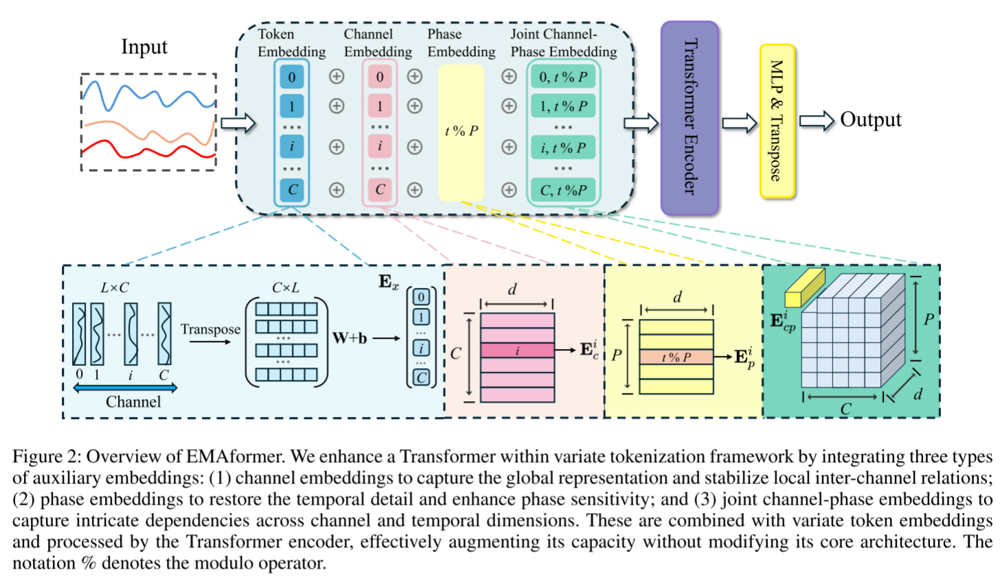 Input
Token Embedding
Channel Embedding
Phase Embedding
Joint Channel-Phase Embedding
0 ⊕ 0 ⊕ ⊕ 0, t % P
1 ⊕ 1 ⊕ ⊕ 1, t % P
... ... ...
t % P
i ⊕ i ⊕ ⊕ i, t % P
... ... ...
C ⊕ C ⊕ ⊕ C, t %P
Transformer Encoder
MLP & Transpose
Output
L×C
0 1 ... i ... C
Channel
Transpose
C×L
...
...
W+b
E_x
0
1
...
i
...
C
d
C
i
E_c^i
d
P
t % P
E_p^i
E_cp^i
P
d
C
Figure 2: Overview of EMAformer. We enhance a Transformer within variate tokenization framework by integrating three types
of auxiliary embeddings: (1) channel embeddings to capture the global representation and stabilize local inter-channel relations;
(2) phase embeddings to restore the temporal detail and enhance phase sensitivity; and (3) joint channel-phase embeddings to
capture intricate dependencies across channel and temporal dimensions. These are combined with variate token embeddings
and processed by the Transformer encoder, effectively augmenting its capacity without modifying its core architecture. The
notation % denotes the modulo operator.